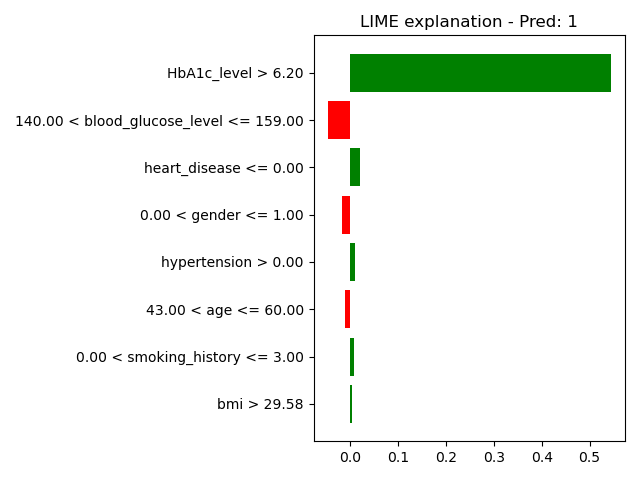 LIME explanation - Pred: 1
HbA1c_level > 6.20
140.00 < blood_glucose_level <= 159.00
heart_disease <= 0.00
0.00 < gender <= 1.00
hypertension > 0.00
43.00 < age <= 60.00
0.00 < smoking_history <= 3.00
bmi > 29.58
0.0 0.1 0.2 0.3 0.4 0.5